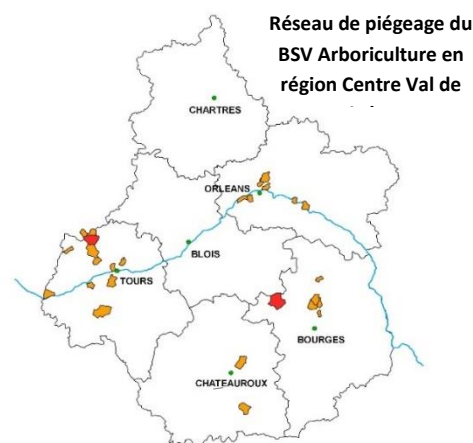 Réseau de piégeage du
BSV Arboriculture en
région Centre Val de
CHARTRES
ORLEANS
BLOIS
TOURS
BOURGES
CHATEAUROUX